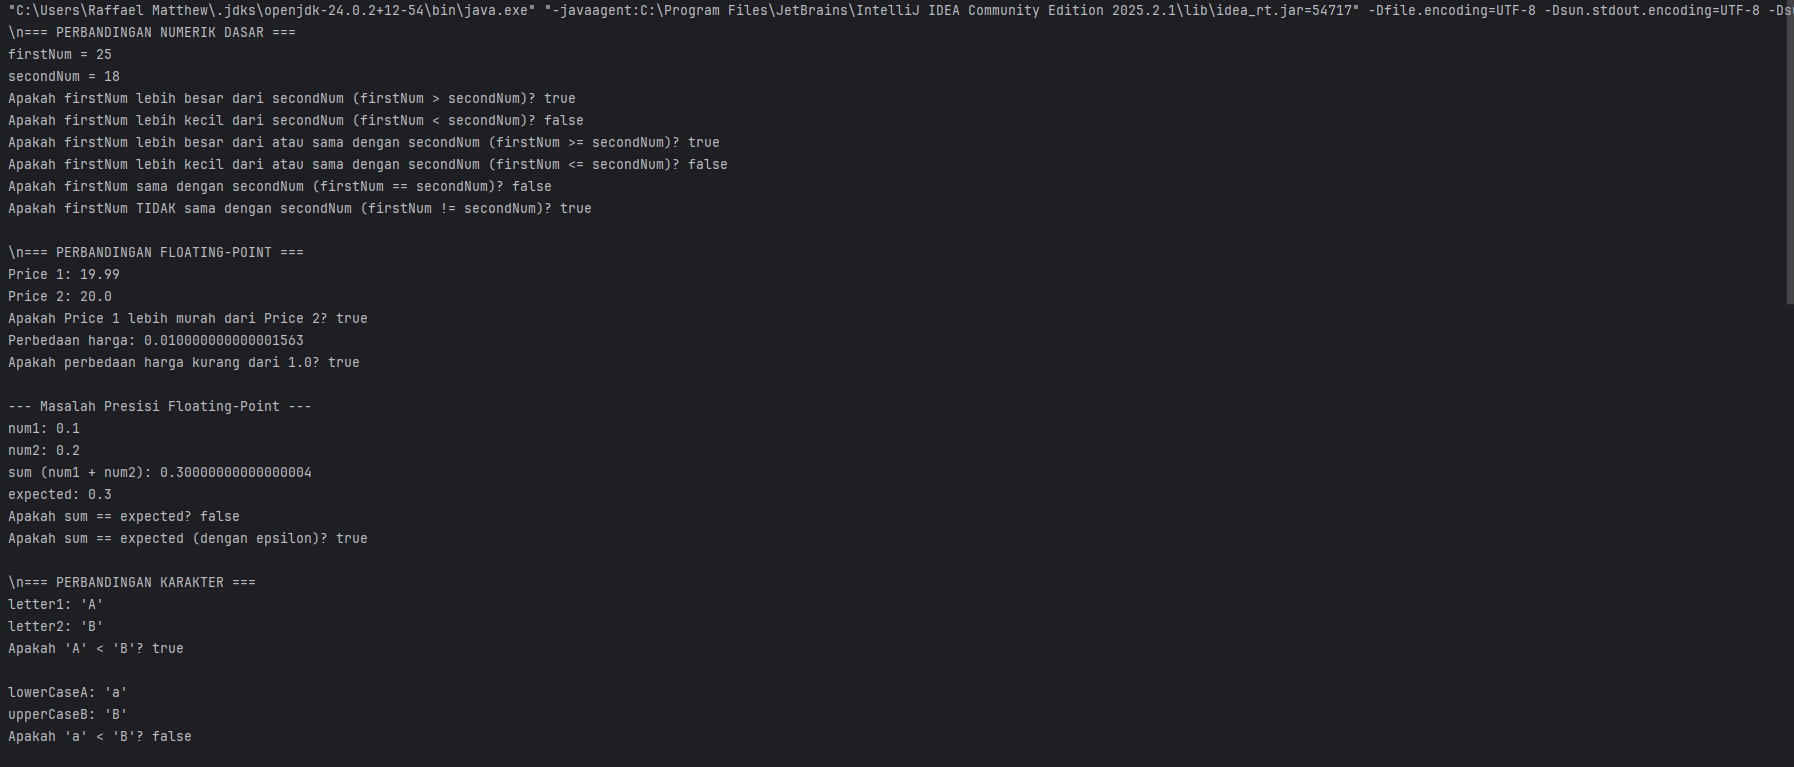 "C:\Users\Raffael Matthew\.jdks\openjdk-24.0.2+12-54\bin\java.exe" "-javaagent:C:\Program Files\JetBrains\IntelliJ IDEA Community Edition 2025.2.1\lib\idea_rt.jar=54717" -Dfile.encoding=UTF-8 -Dsun.stdout.encoding=UTF-8 -Ds
\n=== PERBANDINGAN NUMERIK DASAR ===
firstNum = 25
secondNum = 18
Apakah firstNum lebih besar dari secondNum (firstNum > secondNum)? true
Apakah firstNum lebih kecil dari secondNum (firstNum < secondNum)? false
Apakah firstNum lebih besar dari atau sama dengan secondNum (firstNum >= secondNum)? true
Apakah firstNum lebih kecil dari atau sama dengan secondNum (firstNum <= secondNum)? false
Apakah firstNum sama dengan secondNum (firstNum == secondNum)? false
Apakah firstNum TIDAK sama dengan secondNum (firstNum != secondNum)? true
\n=== PERBANDINGAN FLOATING-POINT ===
Price 1: 19.99
Price 2: 20.0
Apakah Price 1 lebih murah dari Price 2? true
Perbedaan harga: 0.010000000000001563
Apakah perbedaan harga kurang dari 1.0? true
--- Masalah Presisi Floating-Point ---
num1: 0.1
num2: 0.2
sum (num1 + num2): 0.30000000000000004
expected: 0.3
Apakah sum == expected? false
Apakah sum == expected (dengan epsilon)? true
\n=== PERBANDINGAN KARAKTER ===
letter1: 'A'
letter2: 'B'
Apakah 'A' < 'B'? true
lowerCaseA: 'a'
upperCaseB: 'B'
Apakah 'a' < 'B'? false